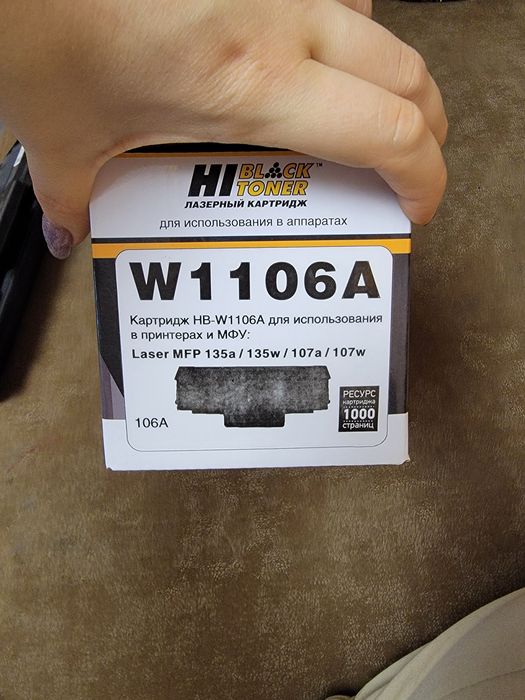 HI BLACK TONER™
ЛАЗЕРНЫЙ КАРТРИДЖ
для использования в аппаратах
W1106A
Картридж HB-W1106A для использования
в принтерах и МФУ:
Laser MFP 135a / 135w / 107a / 107w
106A
РЕСУРС
картриджа
1000
страниц